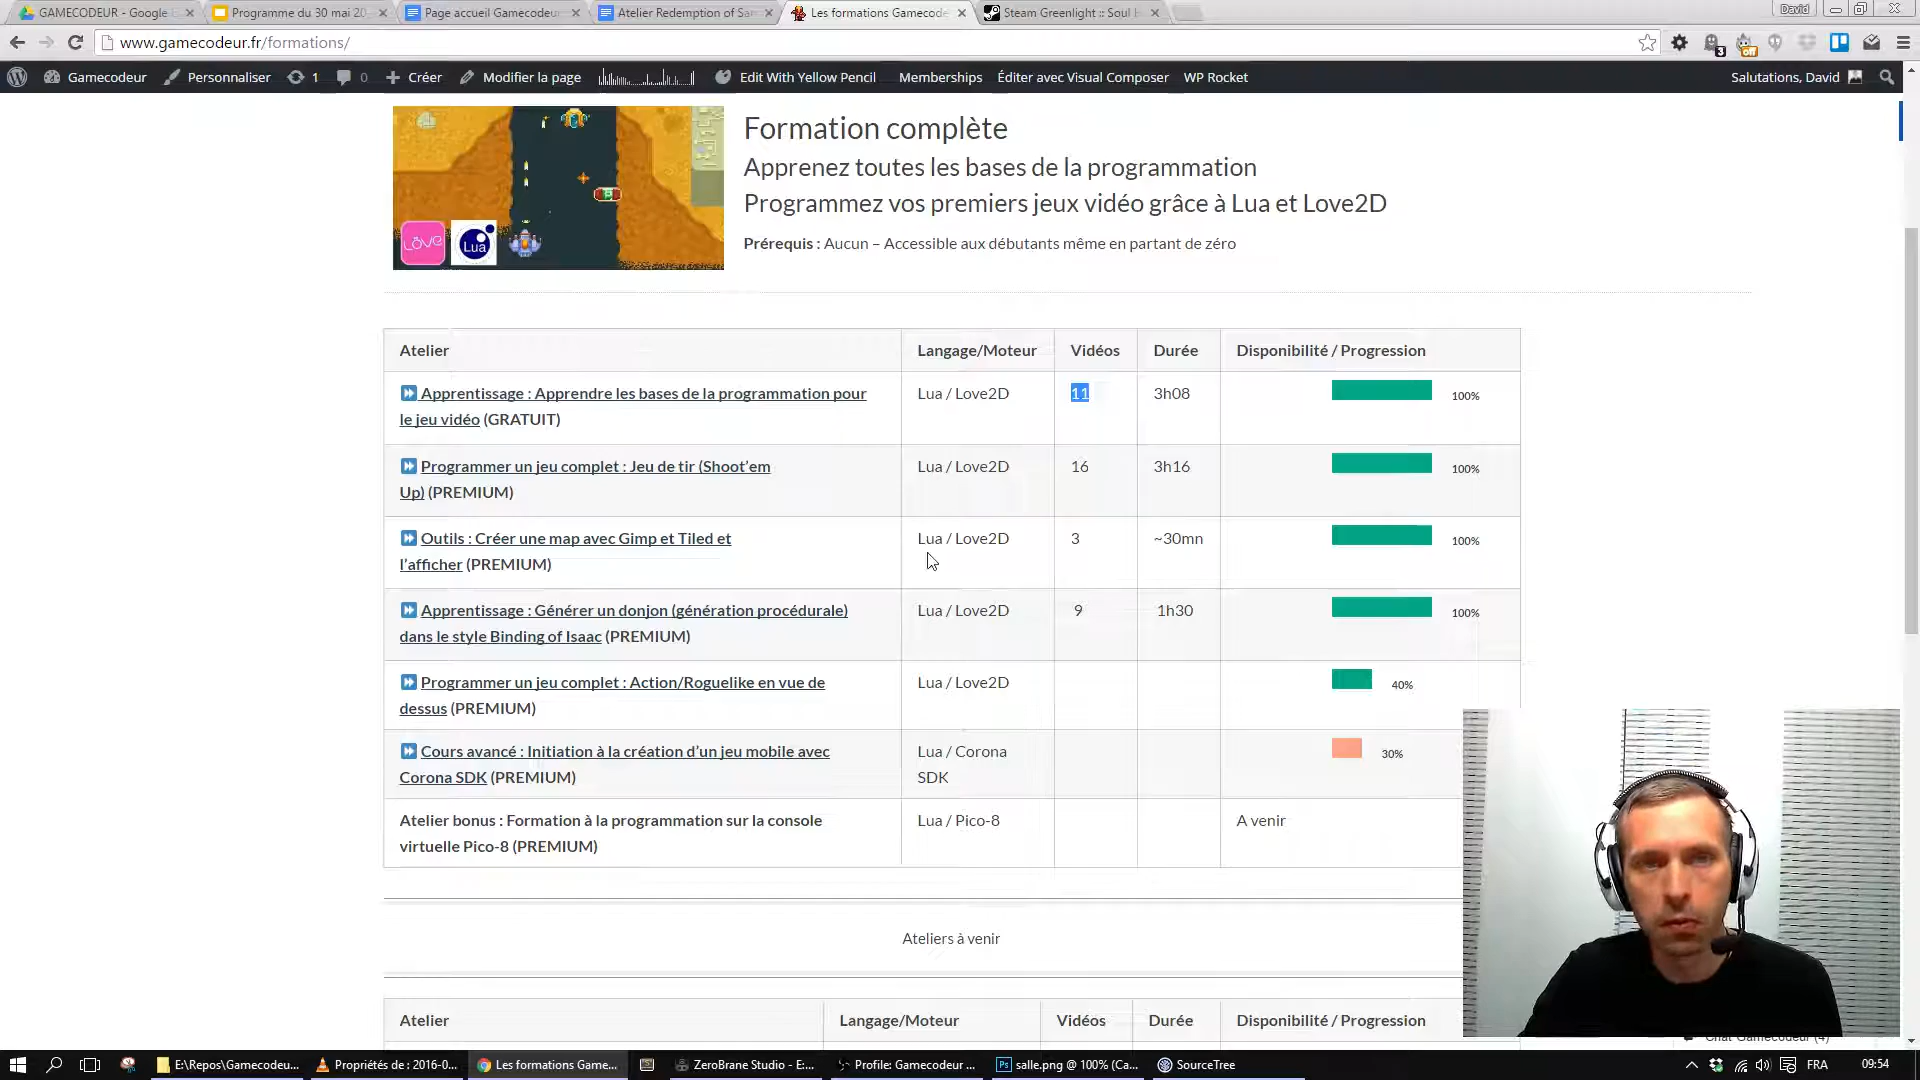 GAMECODEUR - Google
Programme du 30 mai 20
Page accueil Gamecodeu
Atelier Redemption of Sa
Les formations Gamecode
Steam Greenlight :: Soul
David
www.gamecodeur.fr/formations/
3
Off
Gamecodeur
Personnaliser
1
0
Créer
Modifier la page
Edit With Yellow Pencil
Memberships
Éditer avec Visual Composer
WP Rocket
Salutations, David
Formation complète
Apprenez toutes les bases de la programmation
Programmez vos premiers jeux vidéo grâce à Lua et Love2D
LÖVE
Lua
Prérequis : Aucun – Accessible aux débutants même en partant de zéro
Atelier
Langage/Moteur
Vidéos
Durée
Disponibilité / Progression
Apprentissage : Apprendre les bases de la programmation pour
le jeu vidéo (GRATUIT)
Lua / Love2D
11
3h08
100%
Programmer un jeu complet : Jeu de tir (Shoot’em
Up) (PREMIUM)
Lua / Love2D
16
3h16
100%
Outils : Créer une map avec Gimp et Tiled et
l’afficher (PREMIUM)
Lua / Love2D
3
~30mn
100%
Apprentissage : Générer un donjon (génération procédurale)
dans le style Binding of Isaac (PREMIUM)
Lua / Love2D
9
1h30
100%
Programmer un jeu complet : Action/Roguelike en vue de
dessus (PREMIUM)
Lua / Love2D
40%
Cours avancé : Initiation à la création d’un jeu mobile avec
Corona SDK (PREMIUM)
Lua / Corona
SDK
30%
Atelier bonus : Formation à la programmation sur la console
virtuelle Pico-8 (PREMIUM)
Lua / Pico-8
A venir
Ateliers à venir
Atelier
Langage/Moteur
Vidéos
Durée
Disponibilité / Progression
Chat Gamecodeur (4)
E:\Repos\Gamecodeu...
Propriétés de : 2016-0...
Les formations Game...
ZeroBrane Studio - E:...
Profile: Gamecodeur ...
salle.png @ 100% (Ca...
SourceTree
FRA
09:54